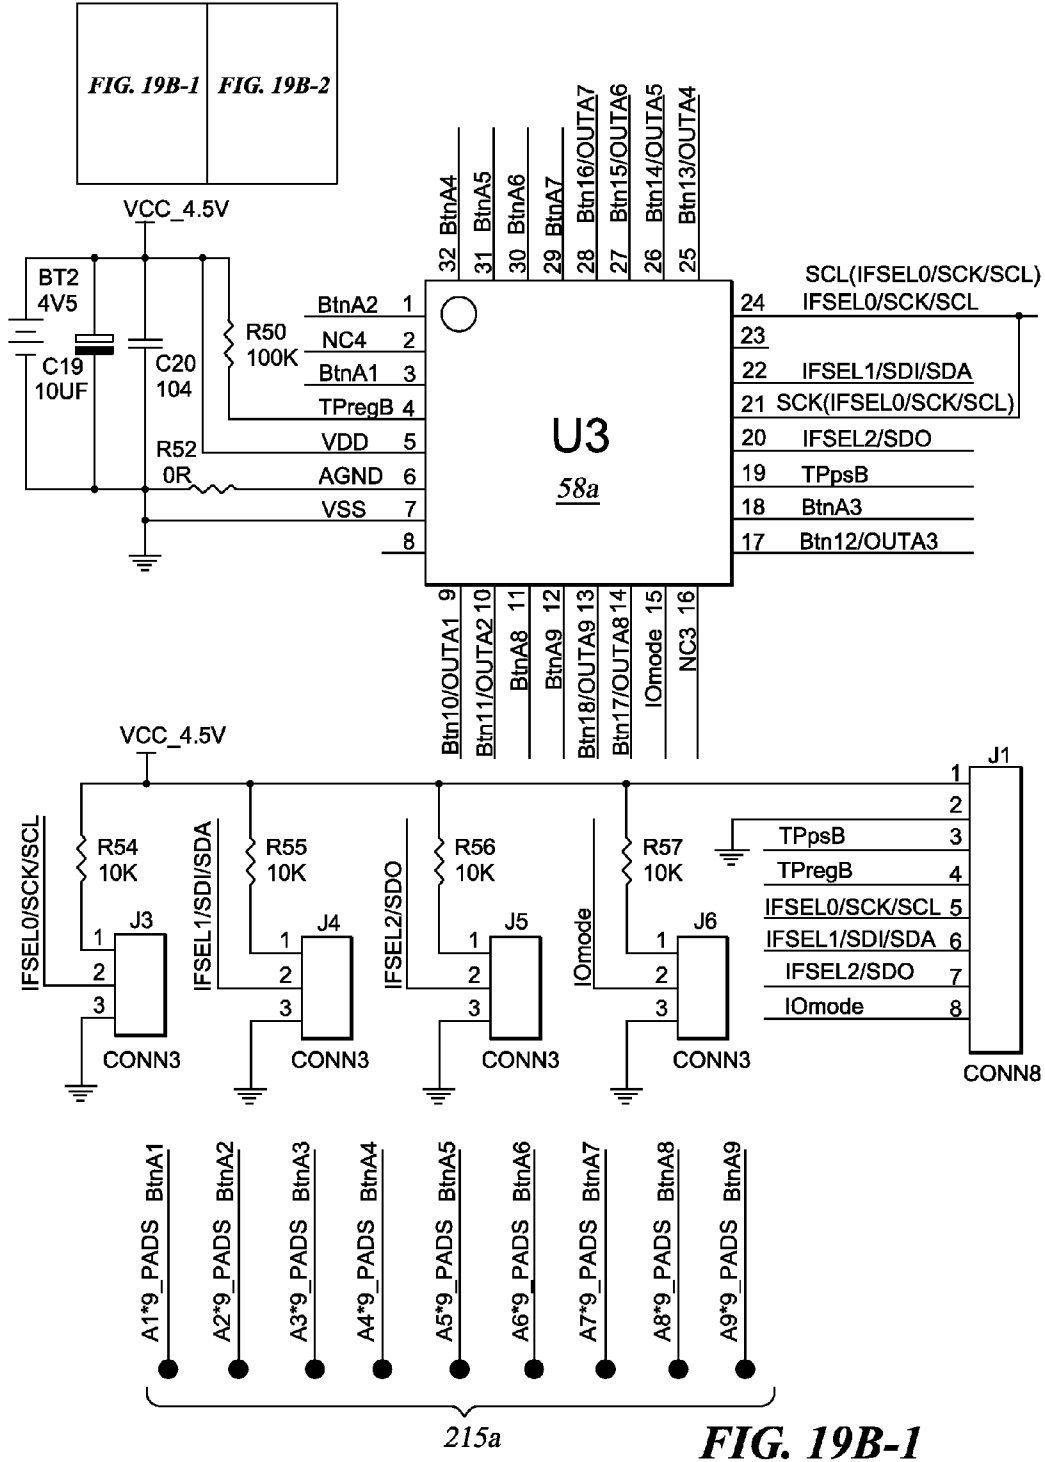 FIG. 19B-1 FIG. 19B-2
VCC_4.5V
BT2
4V5
C19
10UF
C20
104
R50
100K
R52
0R
32 BtnA4
31 BtnA5
30 BtnA6
29 BtnA7
28 Btn16/OUTA7
27 Btn15/OUTA6
26 Btn14/OUTA5
25 Btn13/OUTA4
BtnA2 1
NC4 2
BtnA1 3
TPregB 4
VDD 5
AGND 6
VSS 7
8
U3
58a
SCL(IFSEL0/SCK/SCL)
24 IFSEL0/SCK/SCL
23
22 IFSEL1/SDI/SDA
21 SCK(IFSEL0/SCK/SCL)
20 IFSEL2/SDO
19 TPpsB
18 BtnA3
17 Btn12/OUTA3
Btn10/OUTA1 9
Btn11/OUTA2 10
BtnA8 11
BtnA9 12
Btn18/OUTA9 13
Btn17/OUTA8 14
IOmode 15
NC3 16
VCC_4.5V
IFSEL0/SCK/SCL
R54
10K
J3
1
2
3
CONN3
IFSEL1/SDI/SDA
R55
10K
J4
1
2
3
CONN3
IFSEL2/SDO
R56
10K
J5
1
2
3
CONN3
IOmode
R57
10K
J6
1
2
3
CONN3
J1
1
2
TPpsB 3
TPregB 4
IFSEL0/SCK/SCL 5
IFSEL1/SDI/SDA 6
IFSEL2/SDO 7
IOmode 8
CONN8
A1*9_PADS BtnA1
A2*9_PADS BtnA2
A3*9_PADS BtnA3
A4*9_PADS BtnA4
A5*9_PADS BtnA5
A6*9_PADS BtnA6
A7*9_PADS BtnA7
A8*9_PADS BtnA8
A9*9_PADS BtnA9
215a
FIG. 19B-1